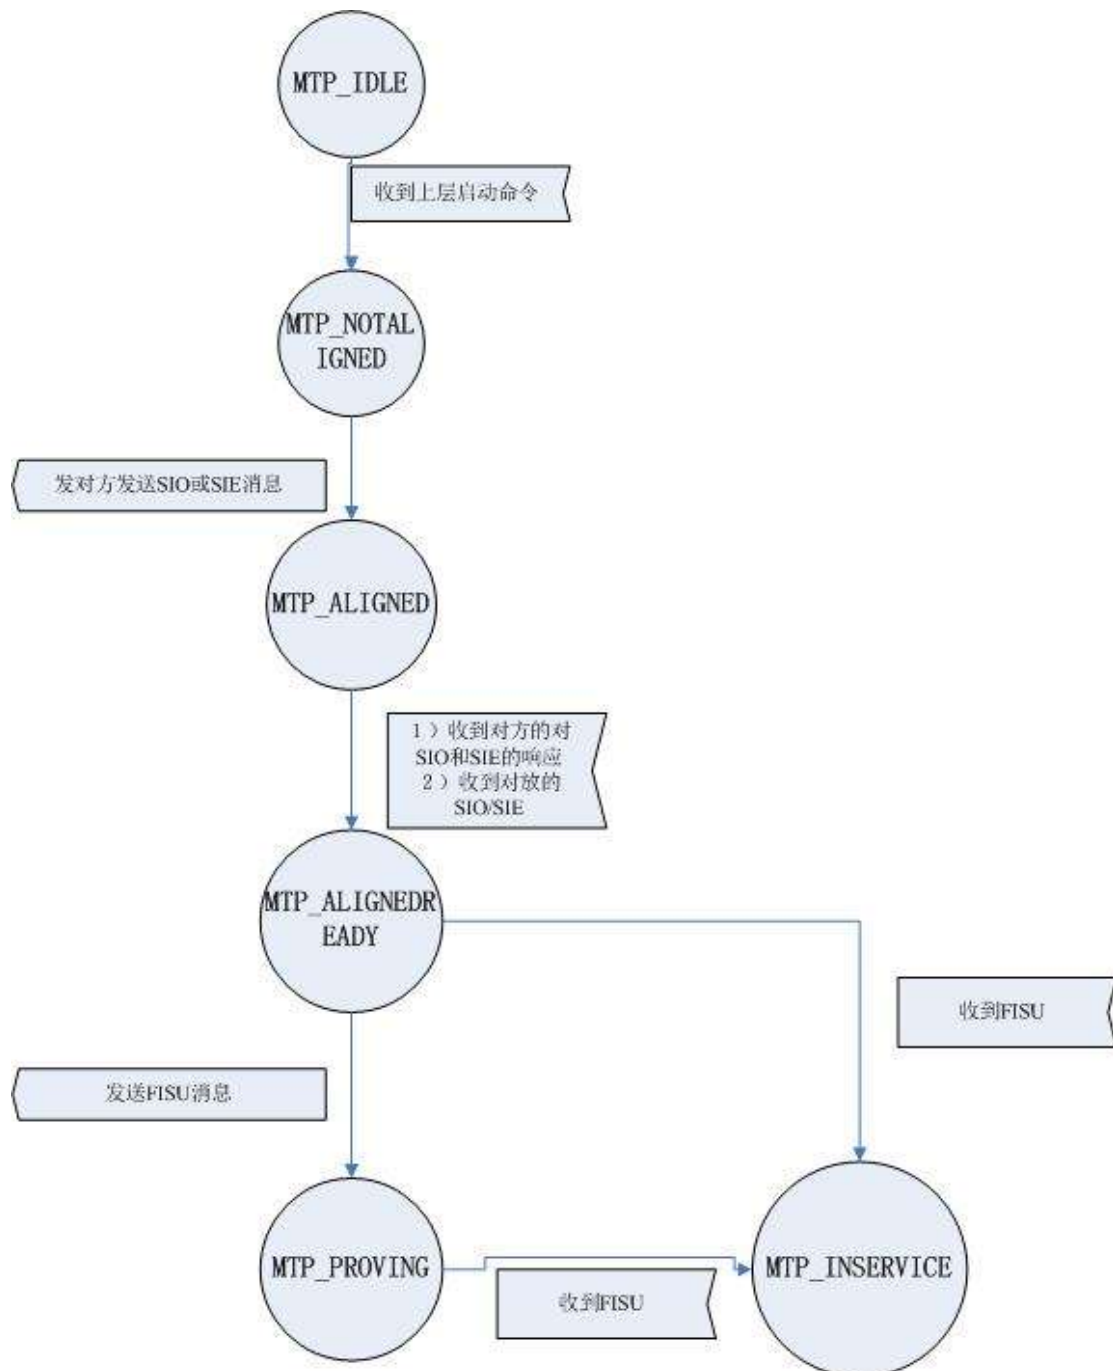 MTP_IDLE
收到上层启动命令
MTP_NOTAL
IGNED
发对方发送SIO或SIE消息
MTP_ALIGNED
1）收到对方的对
SIO和SIE的响应
2）收到对放的
SIO/SIE
MTP_ALIGNEDR
EADY
收到FISU
发送FISU消息
MTP_PROVING
MTP_INSERVICE
收到FISU